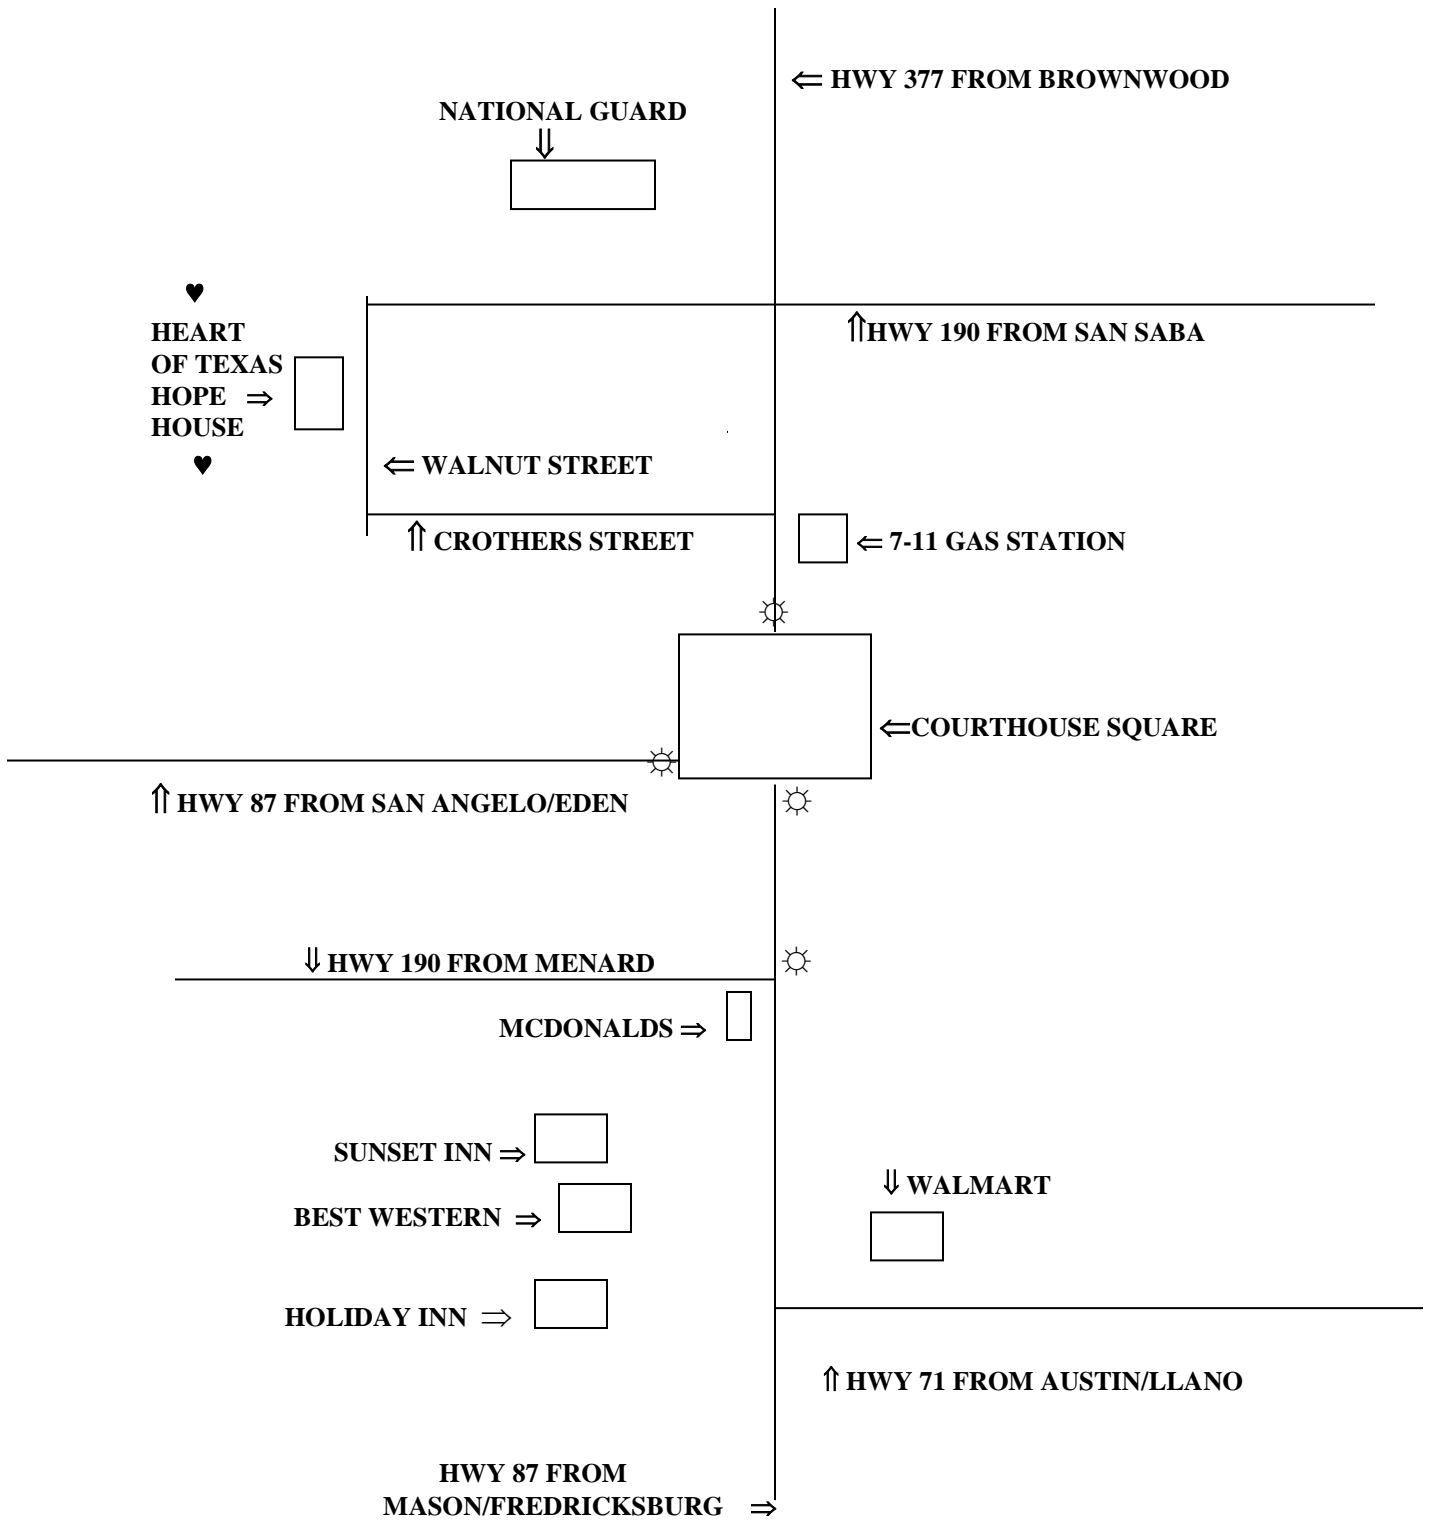 ⇐ HWY 377 FROM BROWNWOOD
NATIONAL GUARD
⇓
♥
⇑HWY 190 FROM SAN SABA
HEART
OF TEXAS
HOPE ⇒
HOUSE
♥
⇐ WALNUT STREET
⇑ CROTHERS STREET
⇐ 7-11 GAS STATION
⇐COURTHOUSE SQUARE
⇑ HWY 87 FROM SAN ANGELO/EDEN
⇓ HWY 190 FROM MENARD
MCDONALDS ⇒
SUNSET INN ⇒
⇓ WALMART
BEST WESTERN ⇒
HOLIDAY INN ⇒
⇑ HWY 71 FROM AUSTIN/LLANO
HWY 87 FROM
MASON/FREDRICKSBURG ⇒